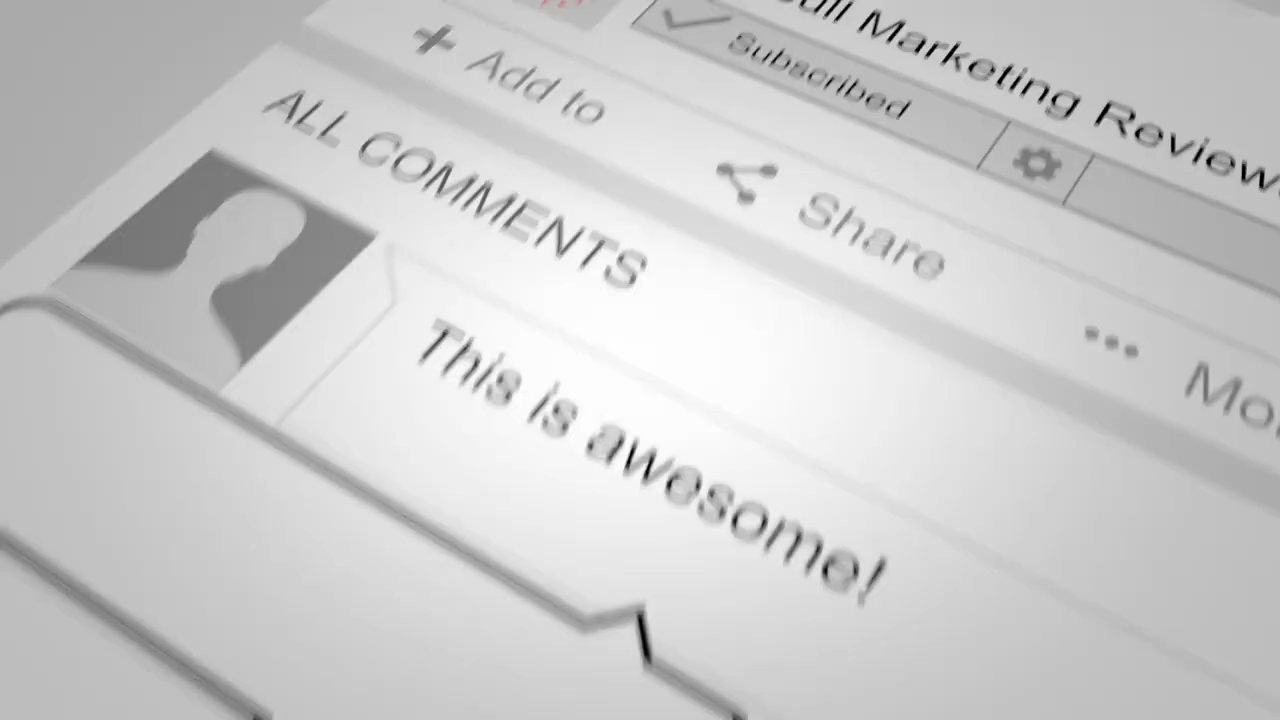 Marketing Review
Subscribed
Add to
Share
ALL COMMENTS
This is awesome!